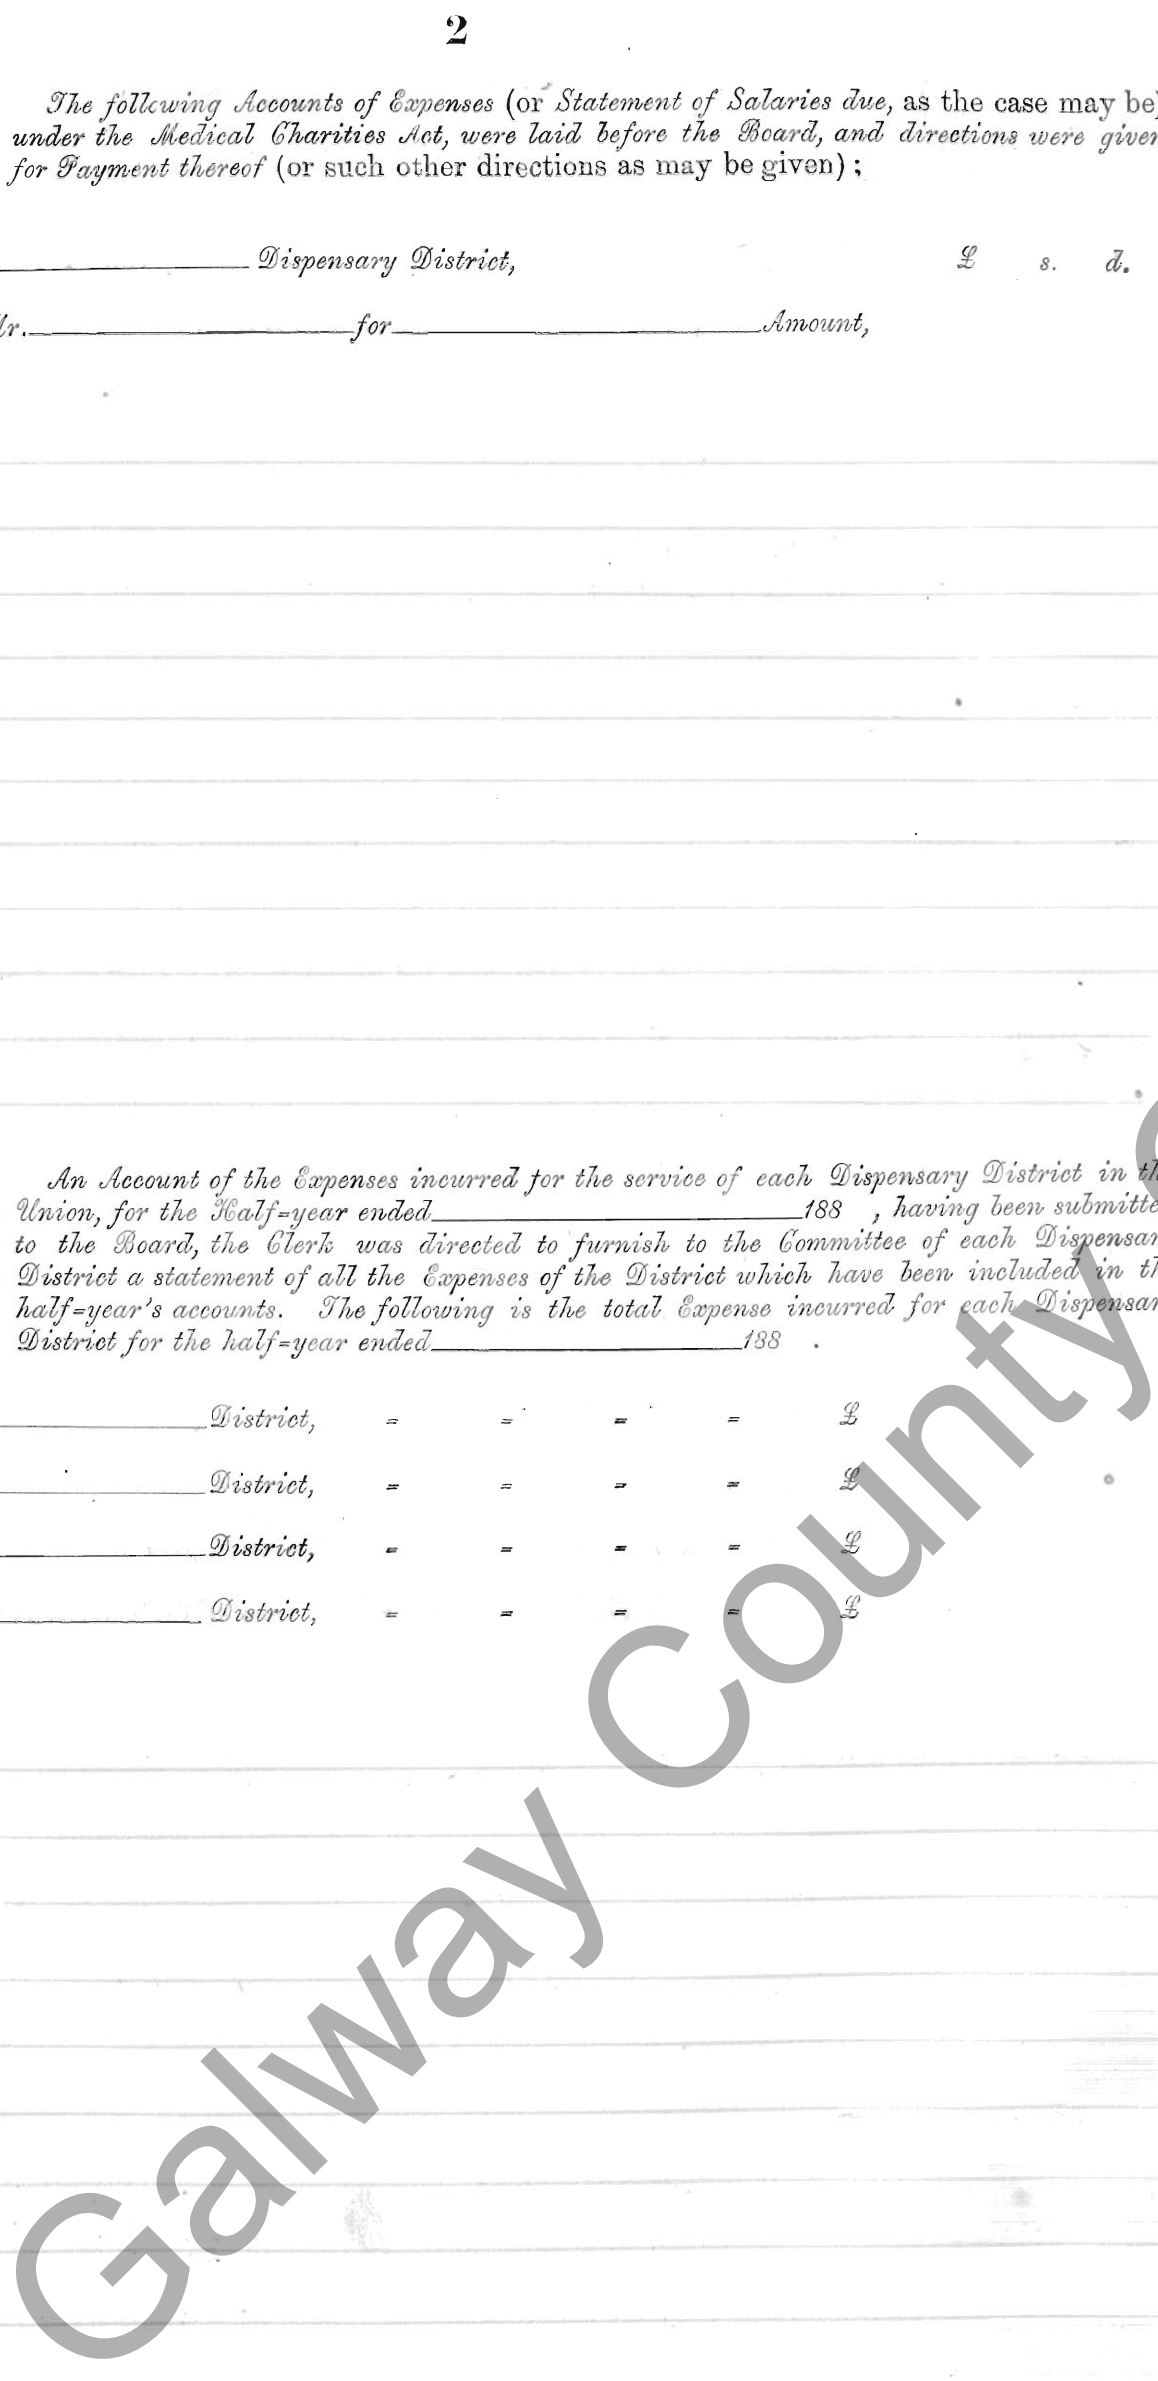 2
The following Accounts of Expenses (or Statement of Salaries due, as the case may be)
under the Medical Charities Act, were laid before the Board, and directions were given
for Payment thereof (or such other directions as may be given) ;
Dispensary District, £ s. d.
Mr. for Amount,
An Account of the Expenses incurred for the service of each Dispensary District in th
Union, for the Half=year ended 188 , having been submitte
to the Board, the Clerk was directed to furnish to the Committee of each Dispensar
District a statement of all the Expenses of the District which have been included in th
half=year's accounts. The following is the total Expense incurred for each Dispensar
District for the half=year ended 188 .
District, = = = = £
District, = = = = £
District, = = = = £
District, = = = = £
Galway County C